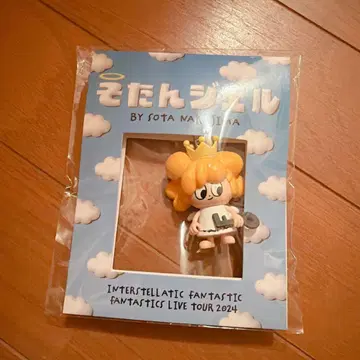 そたんジェル
BY SOTA NAKAJIMA
F
INTERSTELLATIC FANTASTIC
FANTASTICS LIVE TOUR 2024